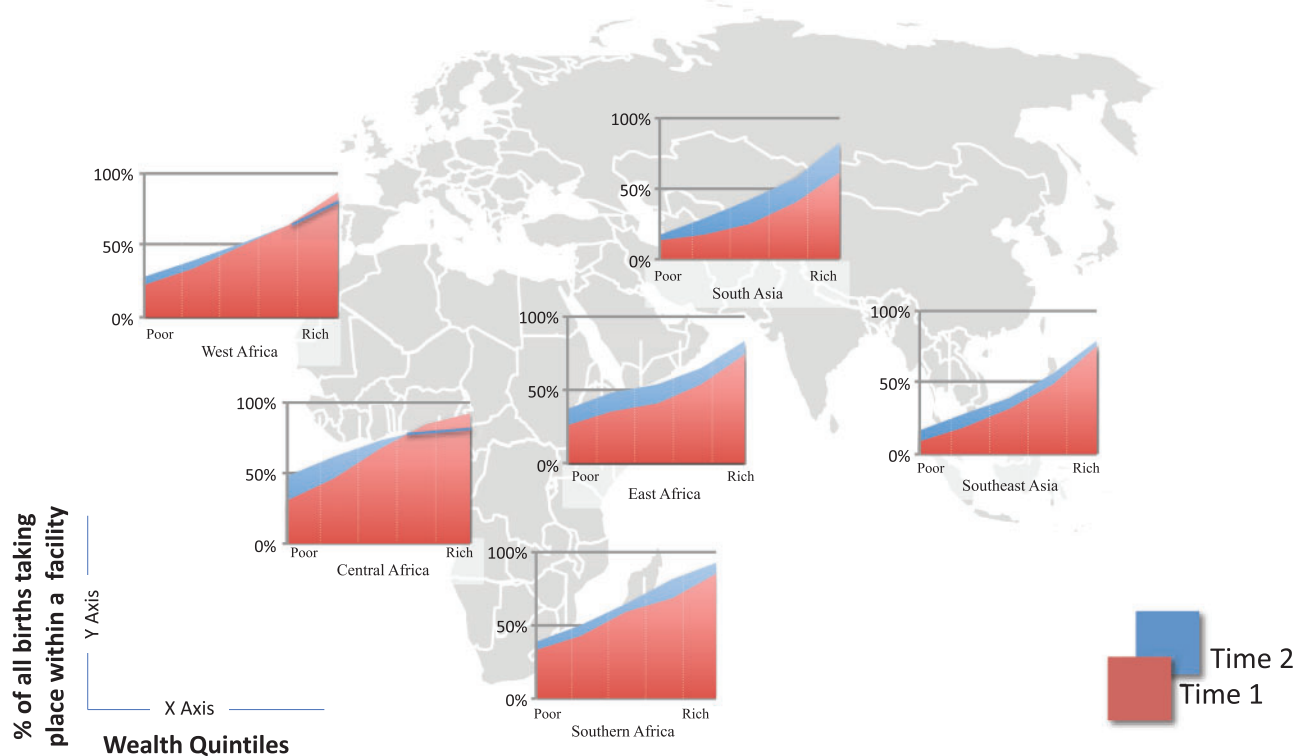 100%
50%
0%
Poor Rich
South Asia
100%
50%
0%
Poor Rich
West Africa
100%
50%
0%
Poor Rich
East Africa
100%
50%
0%
Poor Rich
Southeast Asia
100%
50%
0%
Poor Rich
Central Africa
100%
50%
0%
Poor Rich
Southern Africa
% of all births taking
place within a facility
Y Axis
X Axis
Wealth Quintiles
Time 2
Time 1